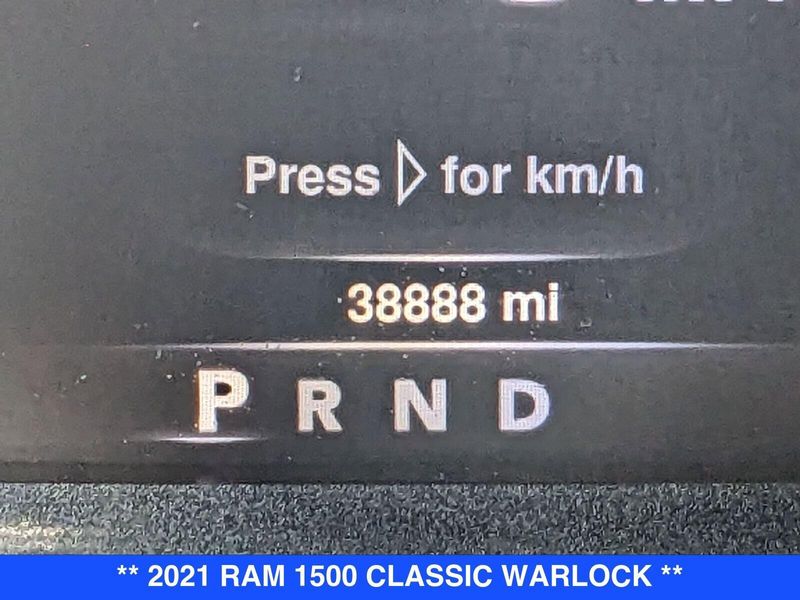 Press ▷ for km/h
38888 mi
P R N D
** 2021 RAM 1500 CLASSIC WARLOCK **